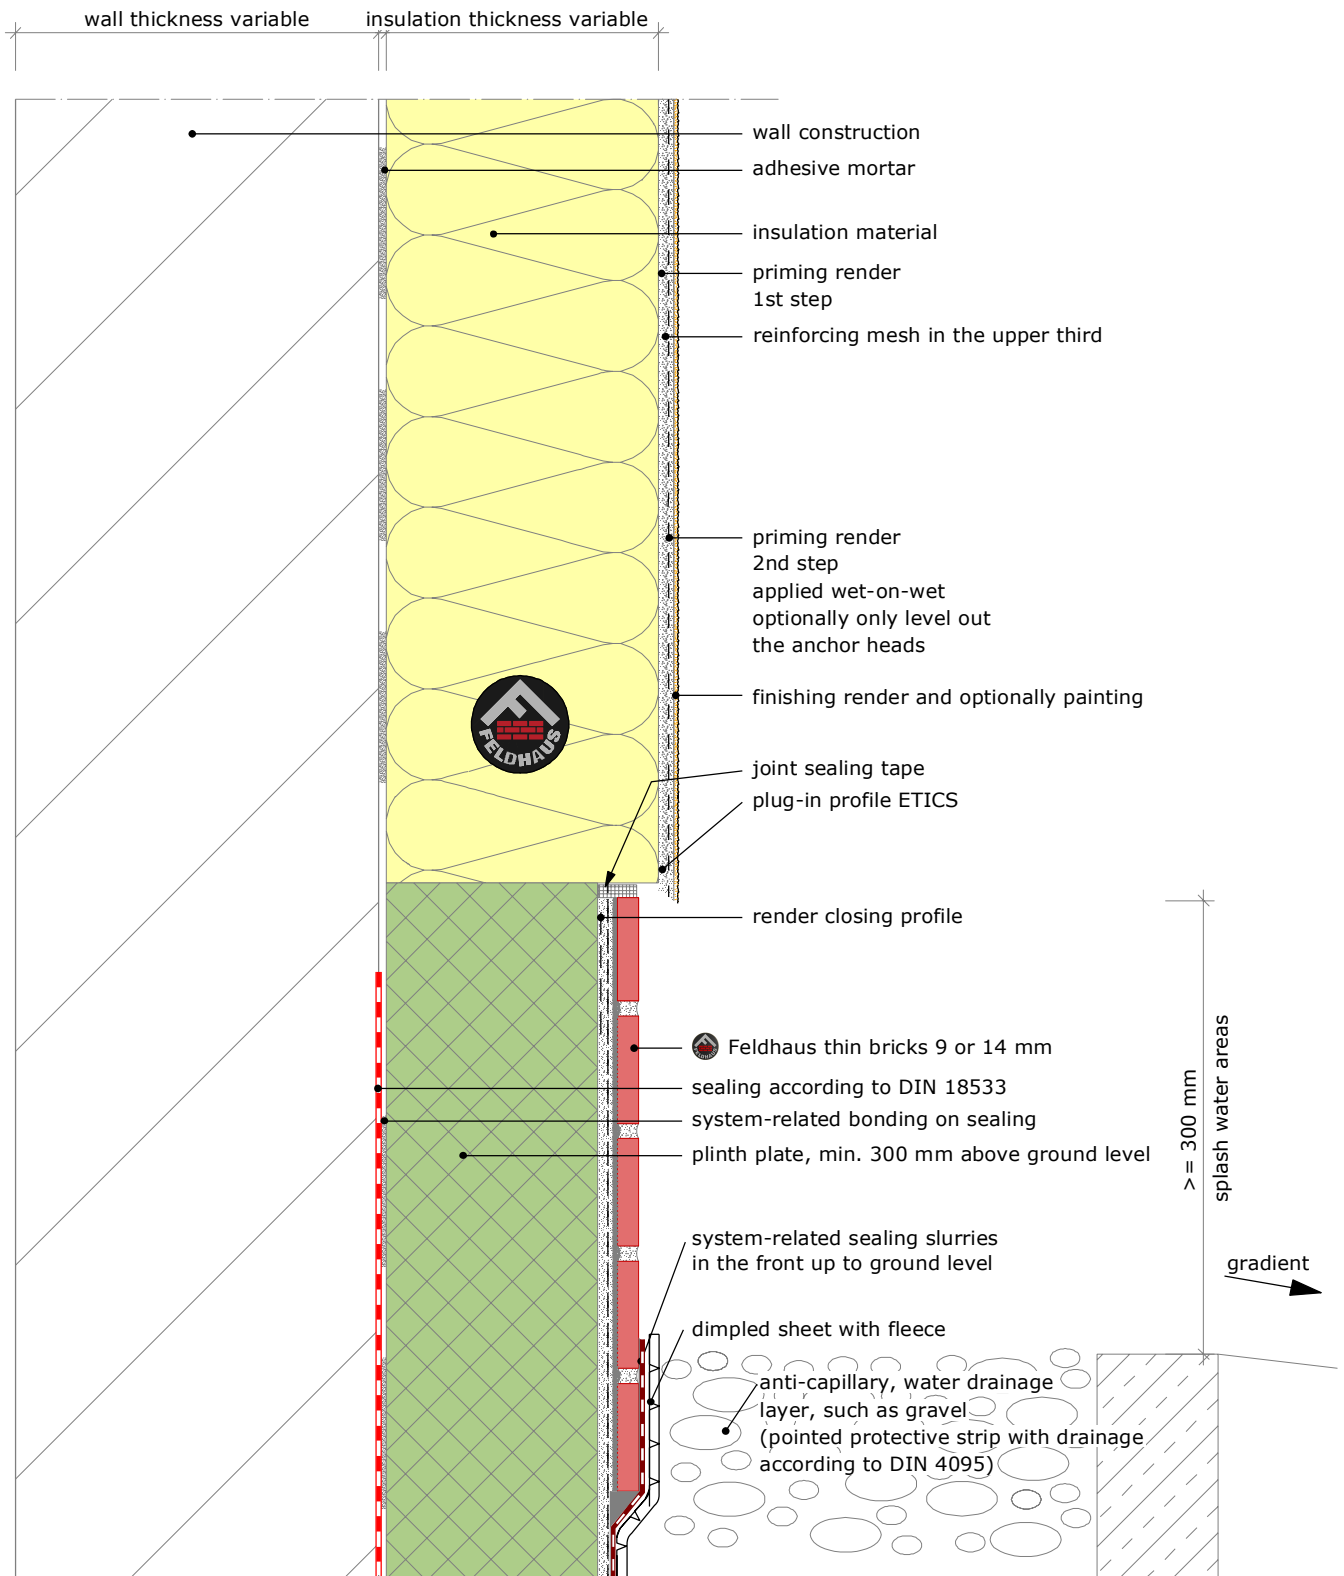 wall thickness variable
insulation thickness variable
wall construction
adhesive mortar
insulation material
priming render
1st step
reinforcing mesh in the upper third
priming render
2nd step
applied wet-on-wet
optionally only level out
the anchor heads
finishing render and optionally painting
FELDHAUS
joint sealing tape
plug-in profile ETICS
render closing profile
Feldhaus thin bricks 9 or 14 mm
sealing according to DIN 18533
system-related bonding on sealing
plinth plate, min. 300 mm above ground level
>= 300 mm
splash water areas
system-related sealing slurries
in the front up to ground level
gradient
dimpled sheet with fleece
anti-capillary, water drainage
layer, such as gravel
(pointed protective strip with drainage
according to DIN 4095)